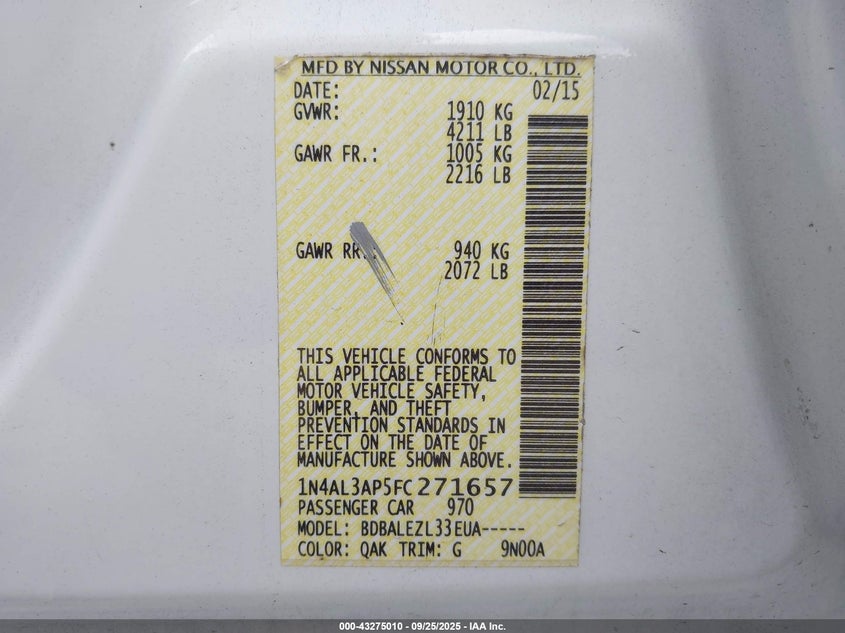 MFD BY NISSAN MOTOR CO., LTD.
DATE: 02/15
GVWR: 1910 KG
4211 LB
GAWR FR.: 1005 KG
2216 LB
GAWR RR.: 940 KG
2072 LB
THIS VEHICLE CONFORMS TO
ALL APPLICABLE FEDERAL
MOTOR VEHICLE SAFETY,
BUMPER, AND THEFT
PREVENTION STANDARDS IN
EFFECT ON THE DATE OF
MANUFACTURE SHOWN ABOVE.
1N4AL3AP5FC271657
PASSENGER CAR 970
MODEL: BDBALEZL33EUA-----
COLOR: QAK TRIM: G 9N00A
000-43275010 - 09/25/2025 - IAA Inc.